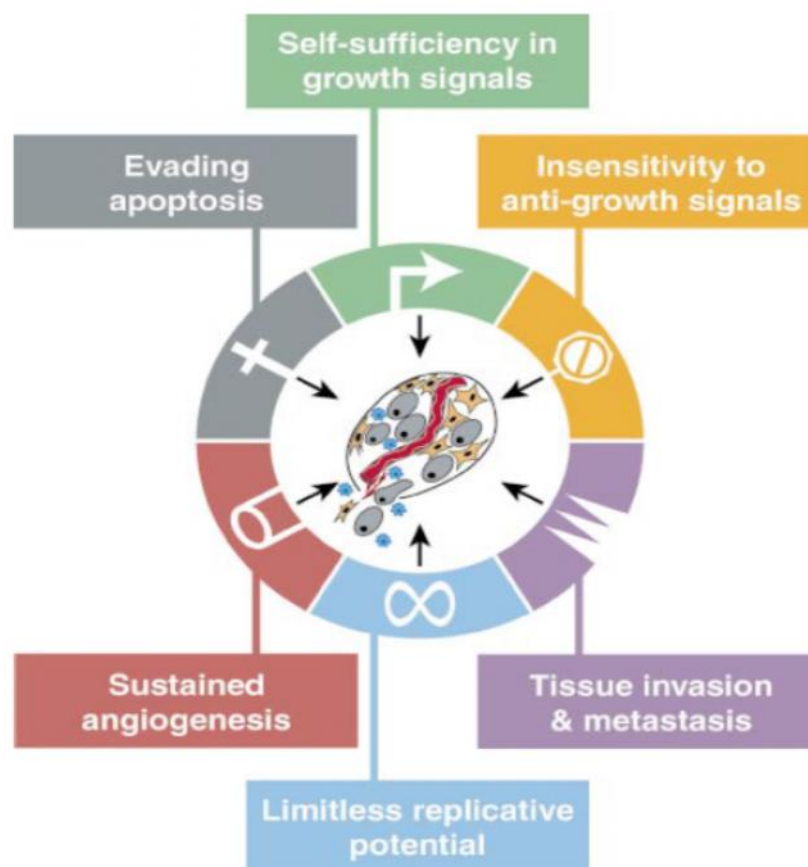 Self-sufficiency in
growth signals
Evading
apoptosis
Insensitivity to
anti-growth signals
Sustained
angiogenesis
Tissue invasion
& metastasis
Limitless replicative
potential